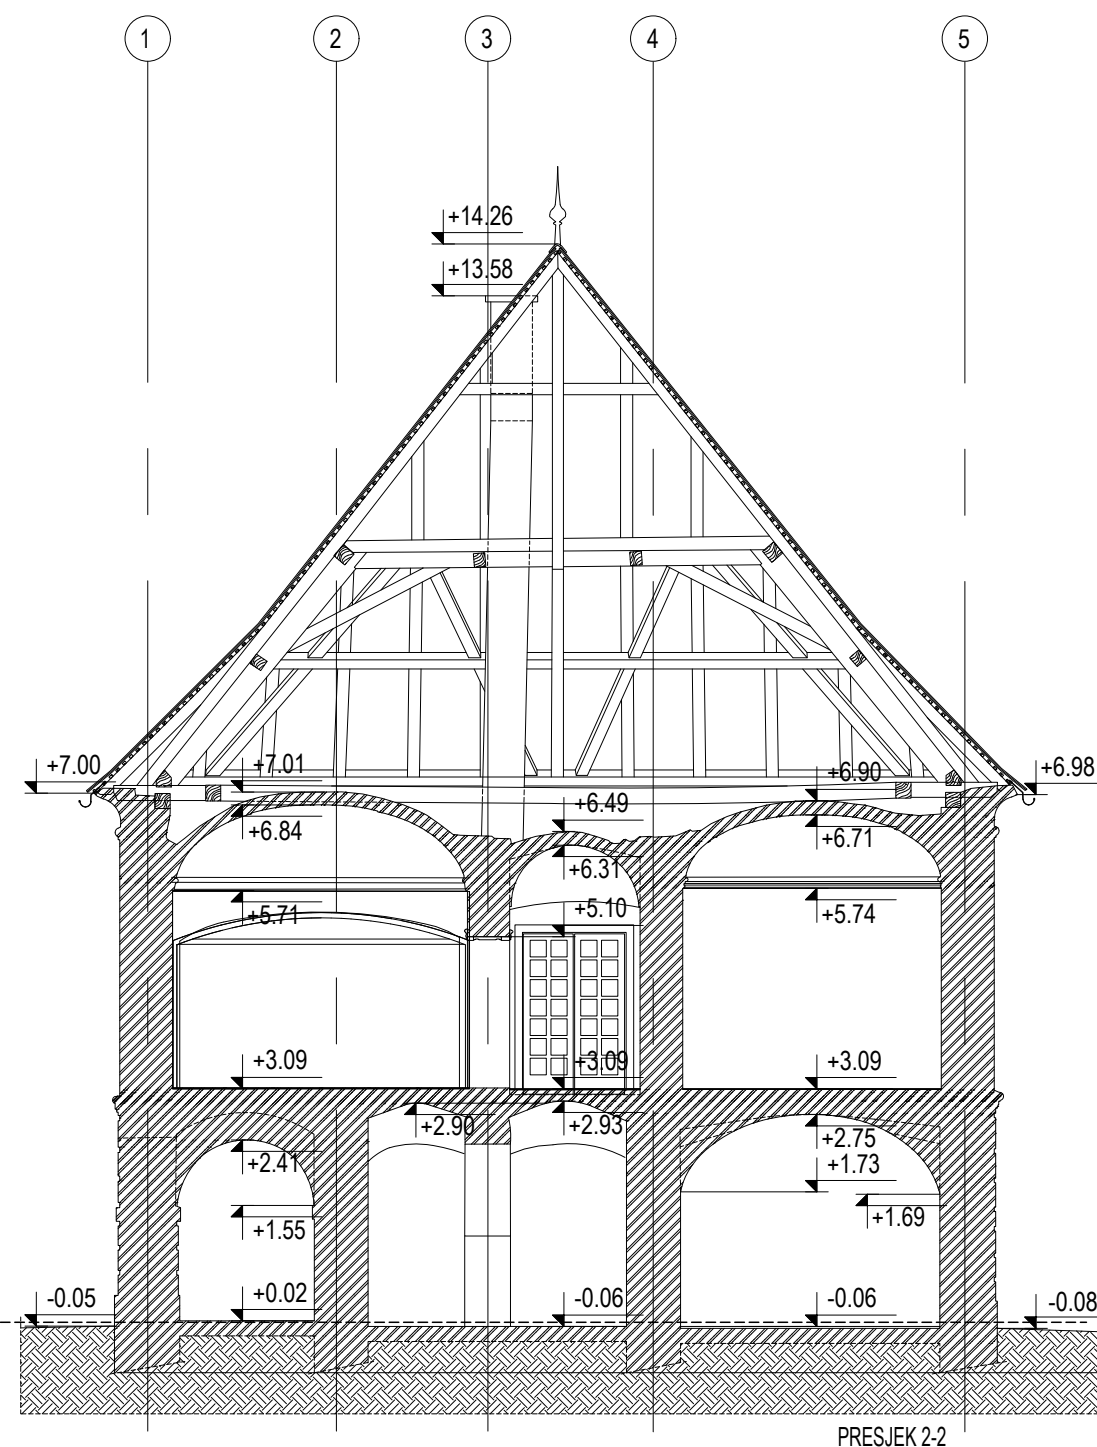 1 2 3 4 5
+14.26
+13.58
+7.00 +7.01 +6.90 +6.98
+6.49
+6.84 +6.71
+6.31
+5.71 +5.10 +5.74
+3.09 +3.09 +3.09
+2.90 +2.93 +2.75
+2.41 +1.73
+1.55 +1.69
-0.05 +0.02 -0.06 -0.06 -0.08
PRESJEK 2-2